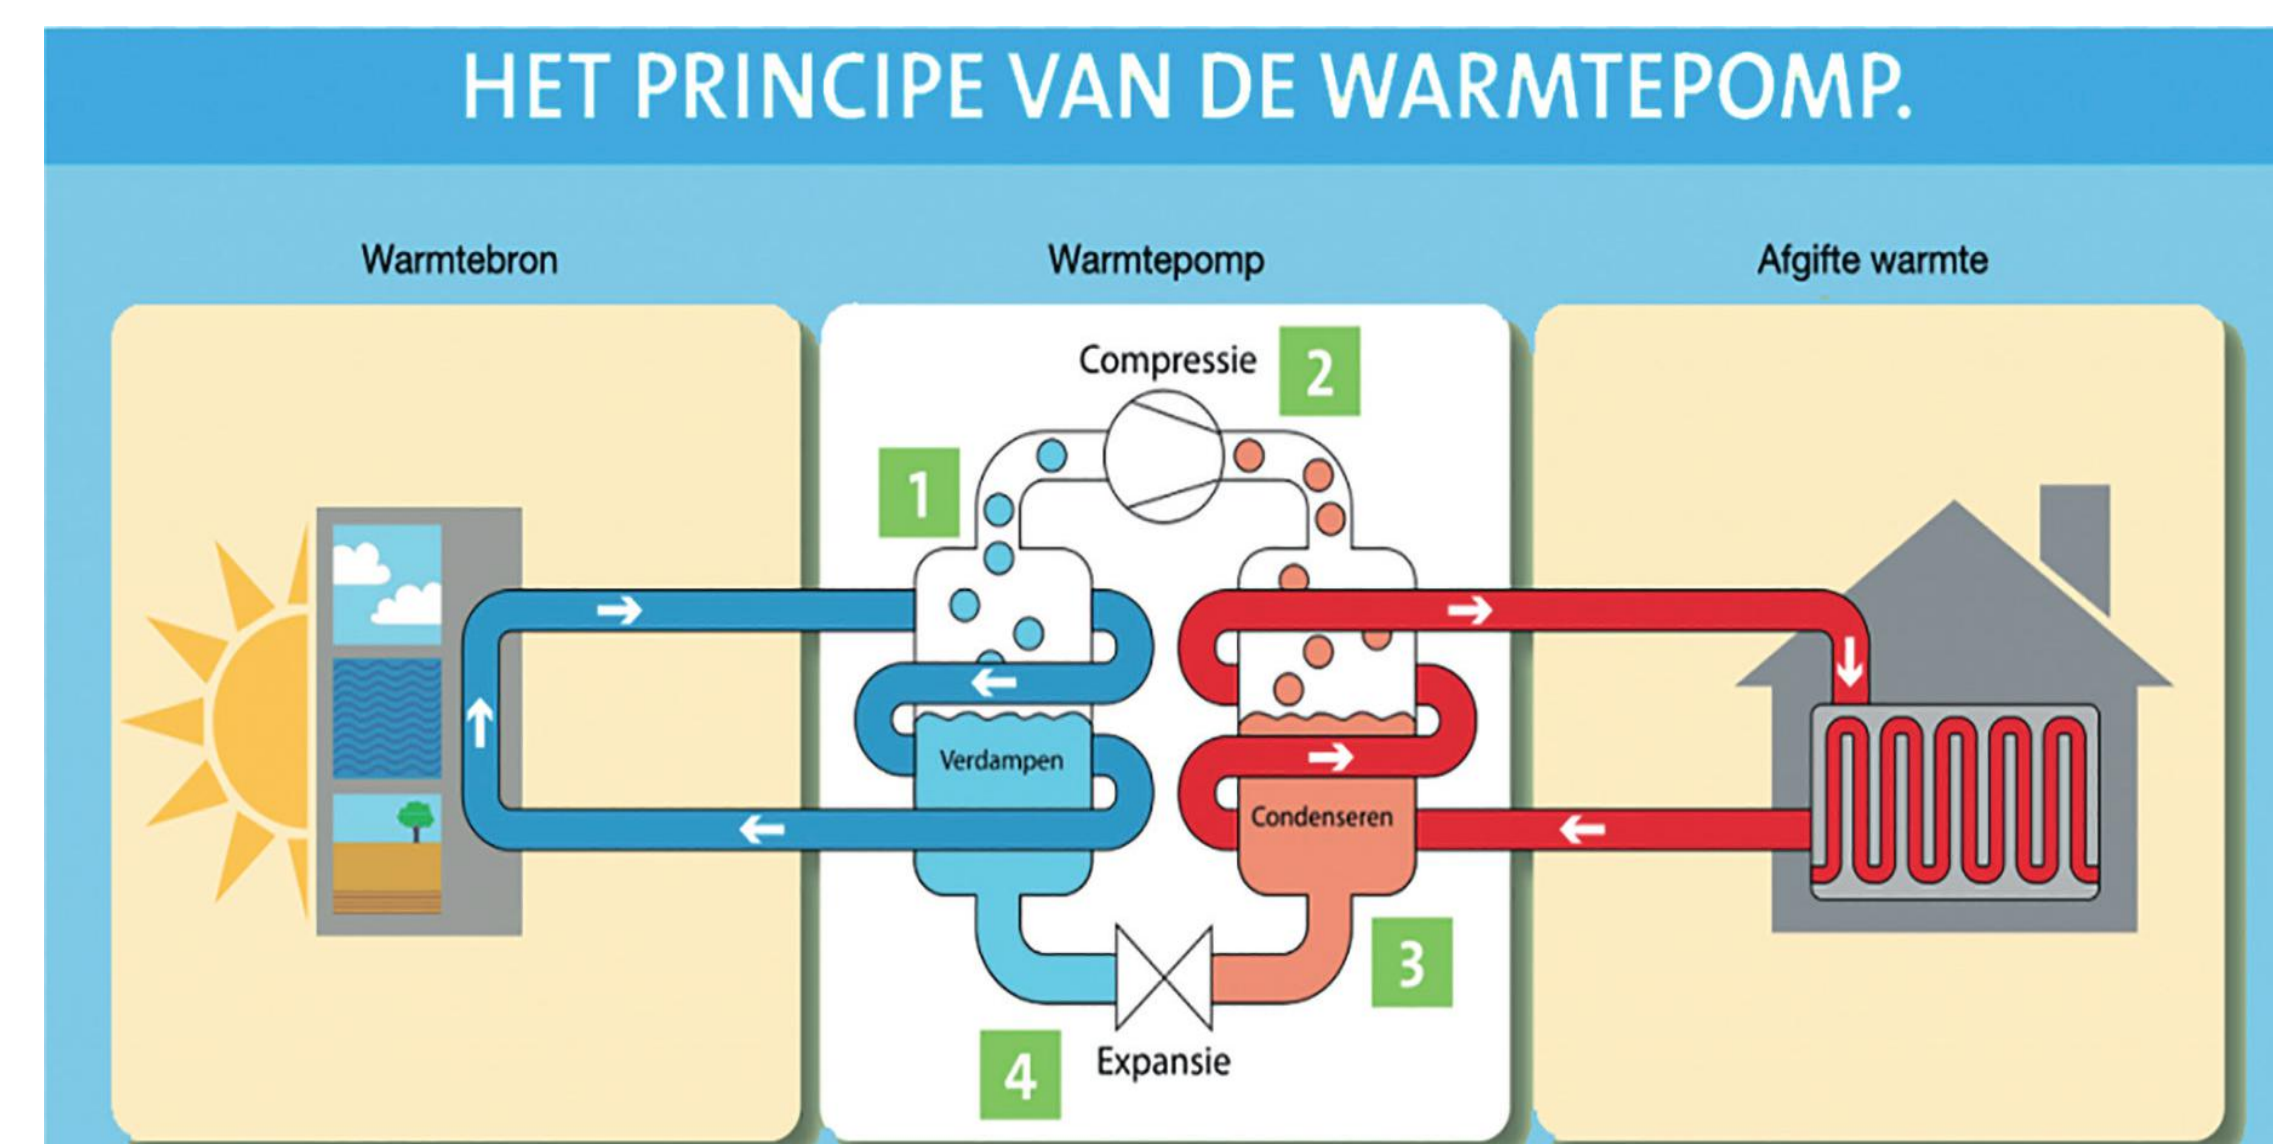 HET PRINCIPE VAN DE WARMTEPOMP.
Warmtebron
Warmtepomp
Afgifte warmte
Compressie
2
1
Verdampen
Condenseren
3
4
Expansie